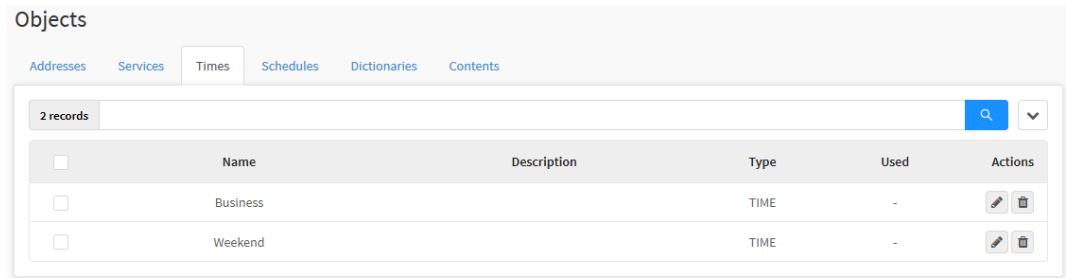 Objects
Addresses Services Times Schedules Dictionaries Contents
2 records
Name Description Type Used Actions
Business TIME -
Weekend TIME -